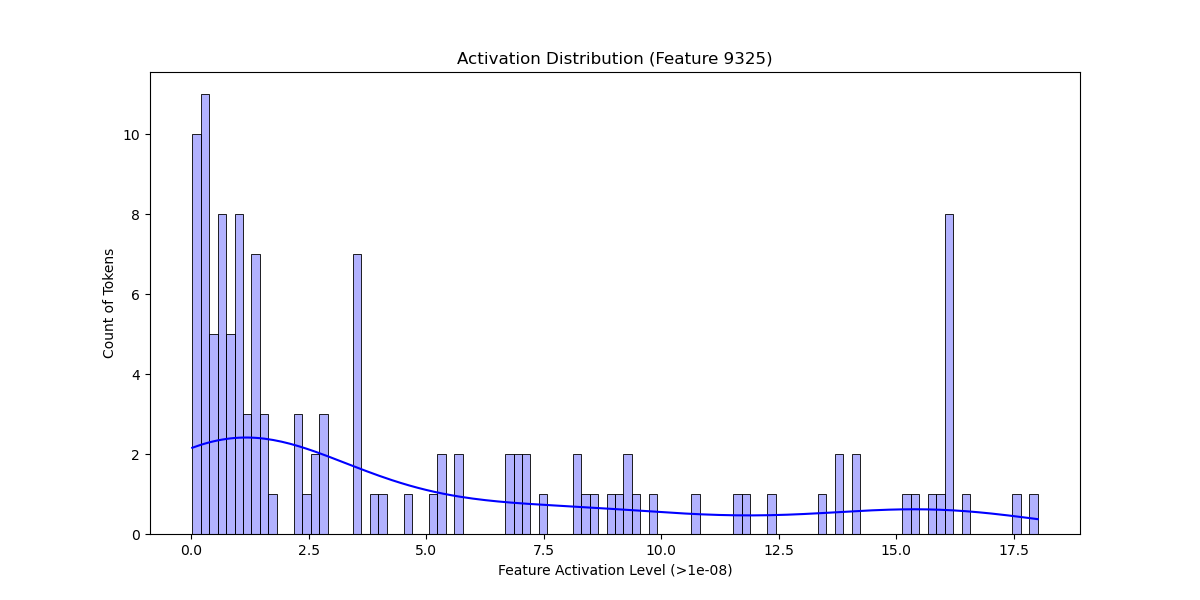 Activation Distribution (Feature 9325)
10
8
6
4
2
0
Count of Tokens
0.0 2.5 5.0 7.5 10.0 12.5 15.0 17.5
Feature Activation Level (>1e-08)